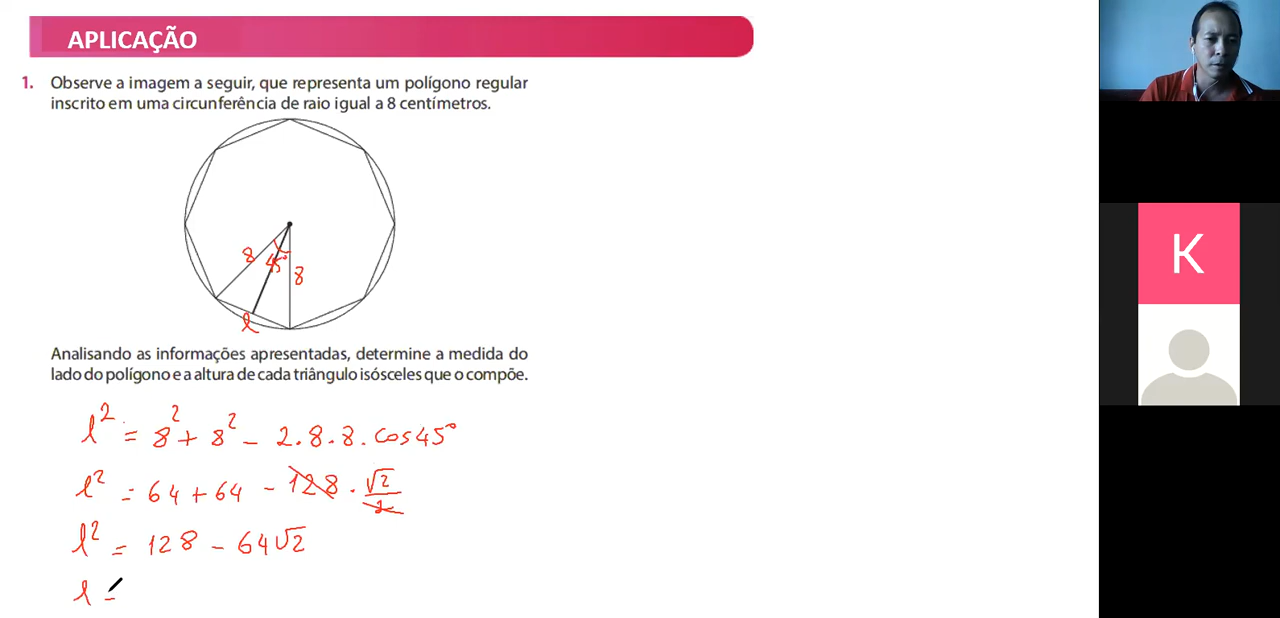 APLICAÇÃO
1. Observe a imagem a seguir, que representa um polígono regular
inscrito em uma circunferência de raio igual a 8 centímetros.
8
45°
8
l
Analisando as informações apresentadas, determine a medida do
lado do polígono e a altura de cada triângulo isósceles que o compõe.
l² = 8² + 8² - 2.8.8. cos 45°
l² = 64 + 64 - 128 . √2/2
l² = 128 - 64√2
l =
K